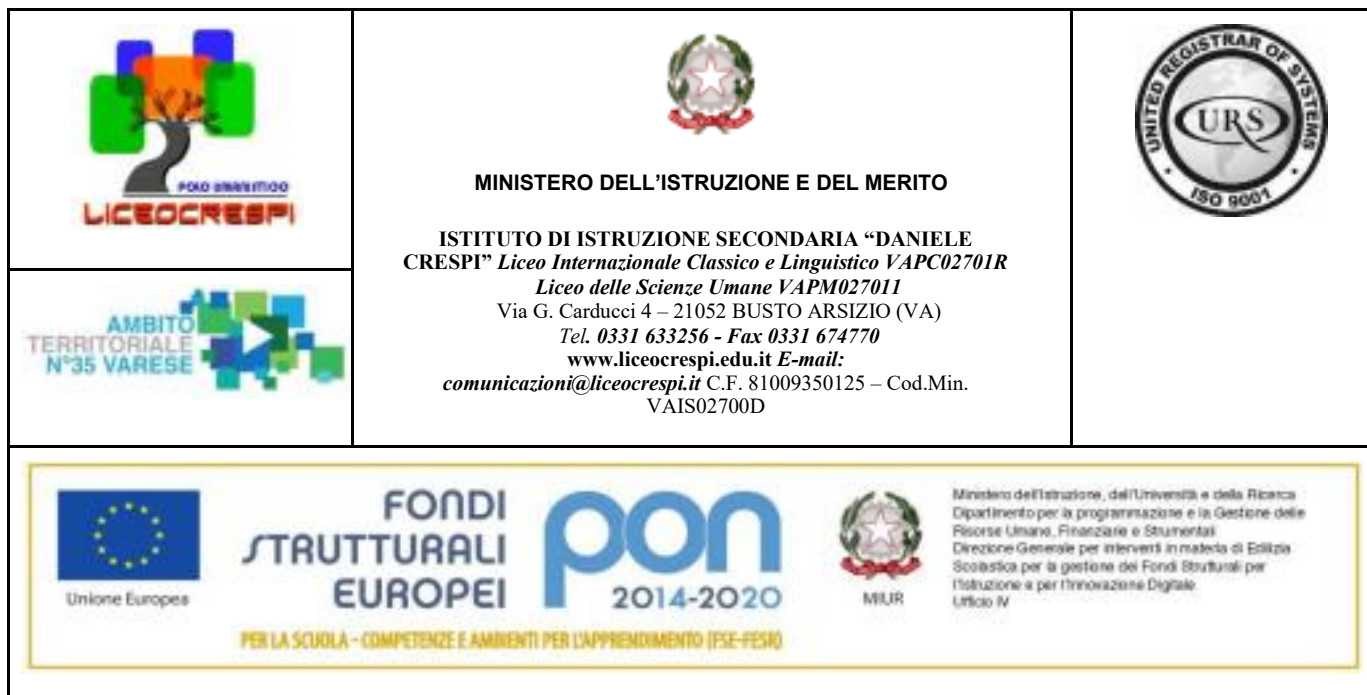 POLO UMANISTICO
LICEOCRESPI
AMBITO
TERRITORIALE
N°35 VARESE
MINISTERO DELL'ISTRUZIONE E DEL MERITO
ISTITUTO DI ISTRUZIONE SECONDARIA “DANIELE
CRESPI” Liceo Internazionale Classico e Linguistico VAPC02701R
Liceo delle Scienze Umane VAPM027011
Via G. Carducci 4 – 21052 BUSTO ARSIZIO (VA)
Tel. 0331 633256 - Fax 0331 674770
www.liceocrespi.edu.it E-mail:
comunicazioni@liceocrespi.it C.F. 81009350125 – Cod.Min.
VAIS02700D
UNITED REGISTRAR OF SYSTEMS
URS
ISO 9001
Unione Europea
FONDI
STRUTTURALI
EUROPEI
pon
2014-2020
PER LA SCUOLA - COMPETENZE E AMBIENTI PER L'APPRENDIMENTO (FSE-FESR)
MIUR
Ministero dell'Istruzione, dell'Università e della Ricerca
Dipartimento per la programmazione e la Gestione delle
Risorse Umane, Finanziarie e Strumentali
Direzione Generale per interventi in materia di Edilizia
Scolastica per la gestione dei Fondi Strutturali per
l'Istruzione e per l'Innovazione Digitale
Ufficio IV